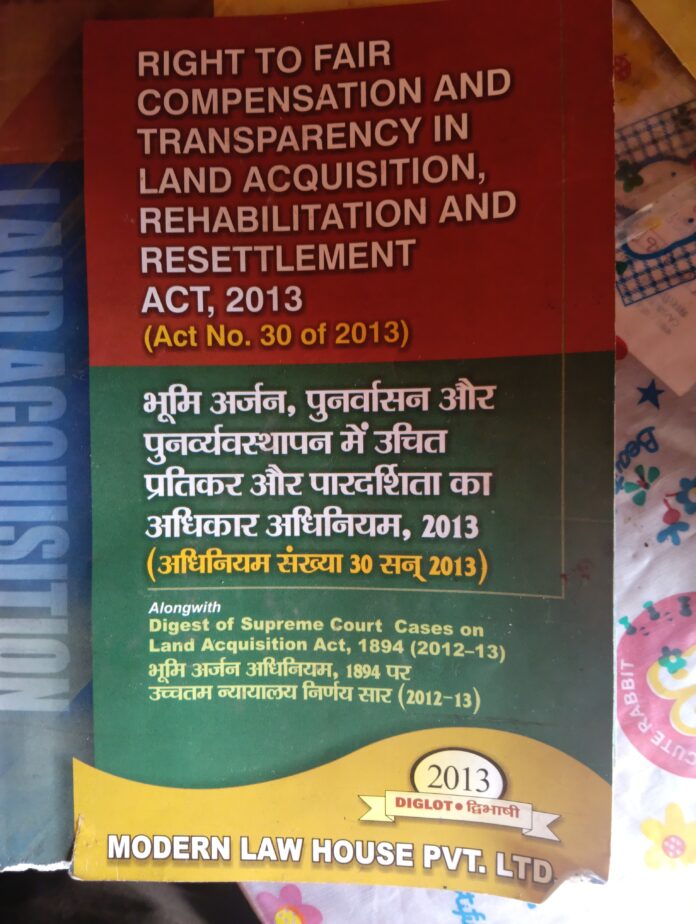 RIGHT TO FAIR
COMPENSATION AND
TRANSPARENCY IN
LAND ACQUISITION,
REHABILITATION AND
RESETTLEMENT
ACT, 2013
(Act No. 30 of 2013)
भूमि अर्जन, पुनर्वासन और
पुनर्व्यवस्थापन में उचित
प्रतिकर और पारदर्शिता का
अधिकार अधिनियम, 2013
(अधिनियम संख्या 30 सन् 2013)
Alongwith
Digest of Supreme Court Cases on
Land Acquisition Act, 1894 (2012–13)
भूमि अर्जन अधिनियम, 1894 पर
उच्चतम न्यायालय निर्णय सार (2012-13)
2013
DIGLOT • द्विभाषी
MODERN LAW HOUSE PVT. LTD
LAND ACQUISITION
CUTE RABBIT